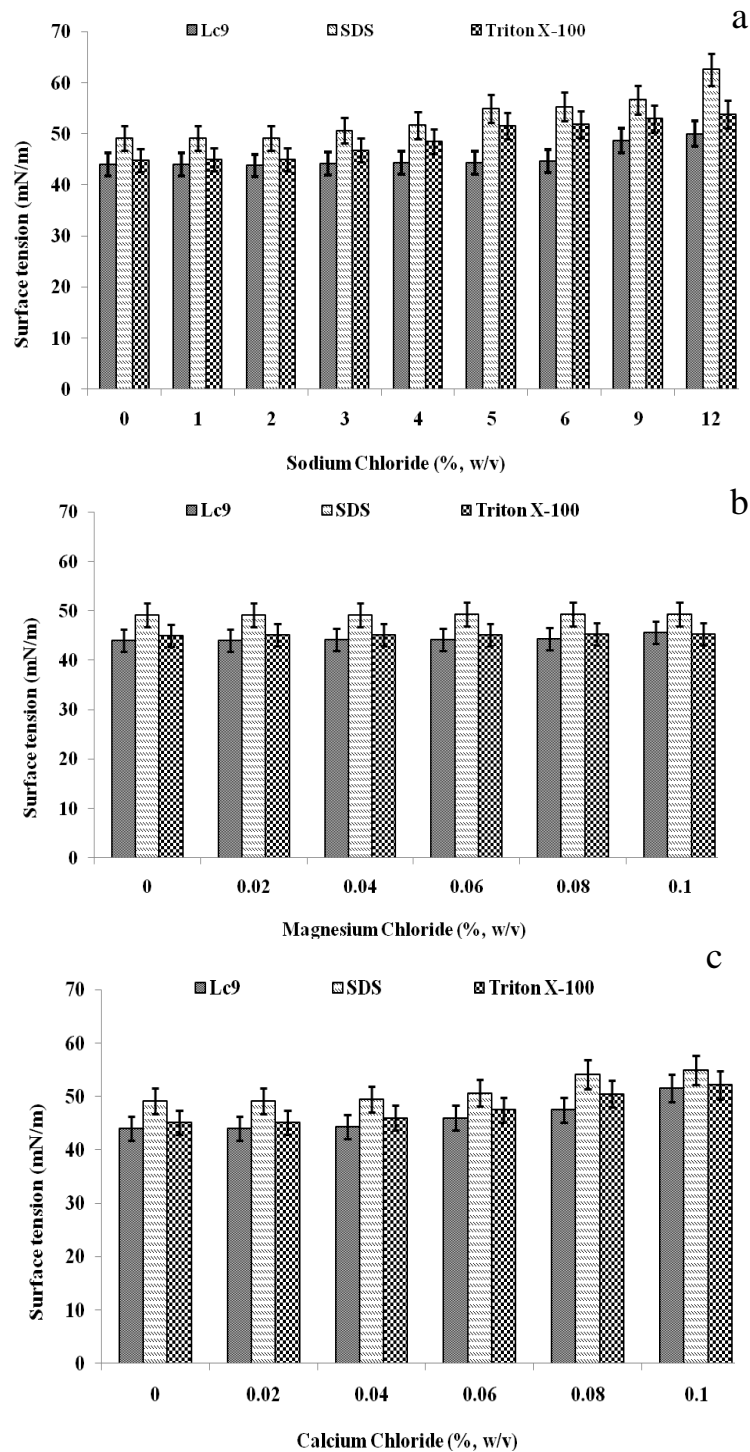 a
Lc9 SDS Triton X-100
70
60
50
40
30
20
10
0
Surface tension (mN/m)
0 1 2 3 4 5 6 9 12
Sodium Chloride (%, w/v)
b
Lc9 SDS Triton X-100
70
60
50
40
30
20
10
0
Surface tension (mN/m)
0 0.02 0.04 0.06 0.08 0.1
Magnesium Chloride (%, w/v)
c
Lc9 SDS Triton X-100
70
60
50
40
30
20
10
0
Surface tension (mN/m)
0 0.02 0.04 0.06 0.08 0.1
Calcium Chloride (%, w/v)